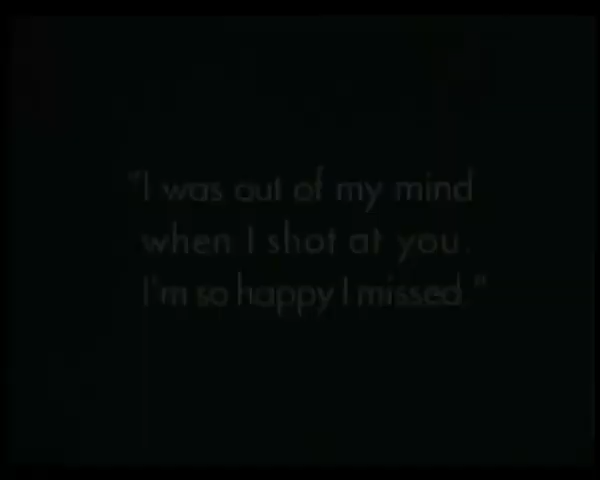 "I was out of my mind
when I shot at you.
I'm so happy I missed."